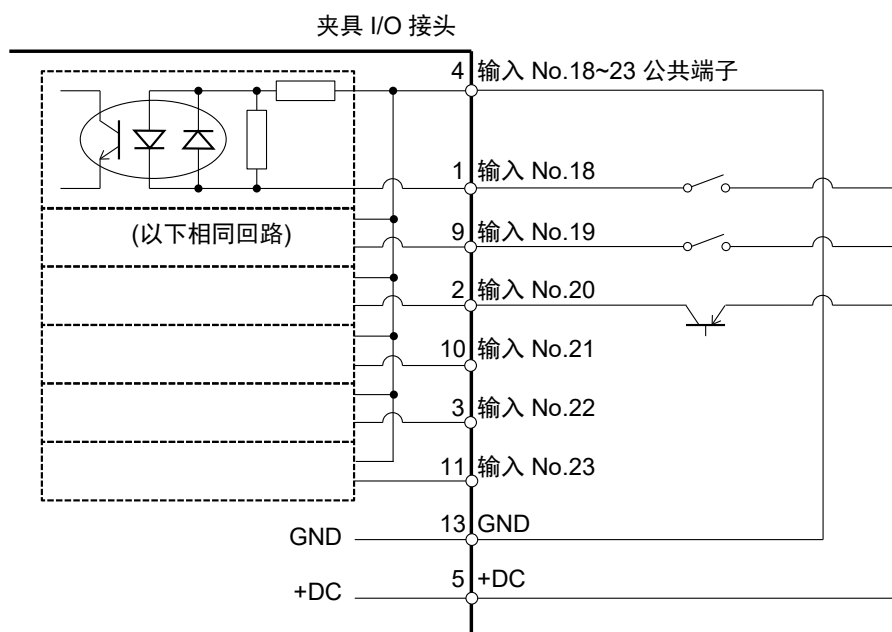 夹具 I/O 接头
4 输入 No.18~23 公共端子
1 输入 No.18
(以下相同回路)
9 输入 No.19
2 输入 No.20
10 输入 No.21
3 输入 No.22
11 输入 No.23
GND 13 GND
+DC 5 +DC